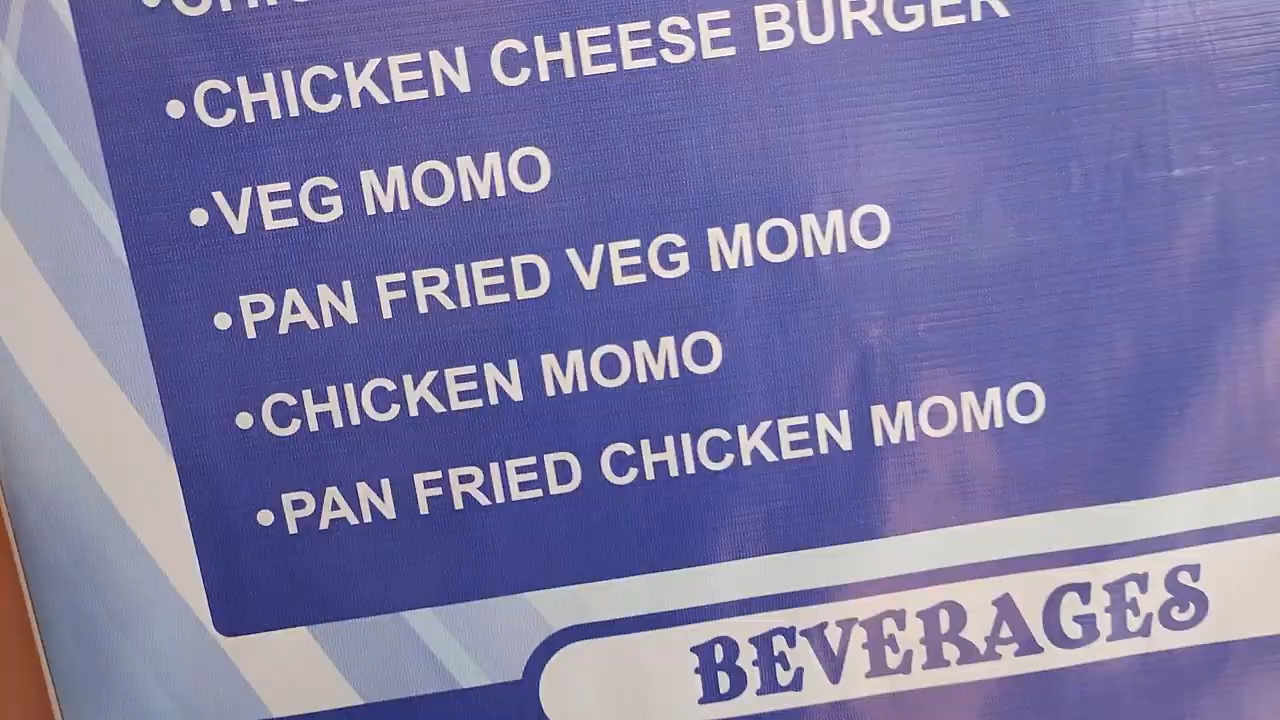 •CHICKEN CHEESE BURGER
•VEG MOMO
•PAN FRIED VEG MOMO
•CHICKEN MOMO
•PAN FRIED CHICKEN MOMO
BEVERAGES